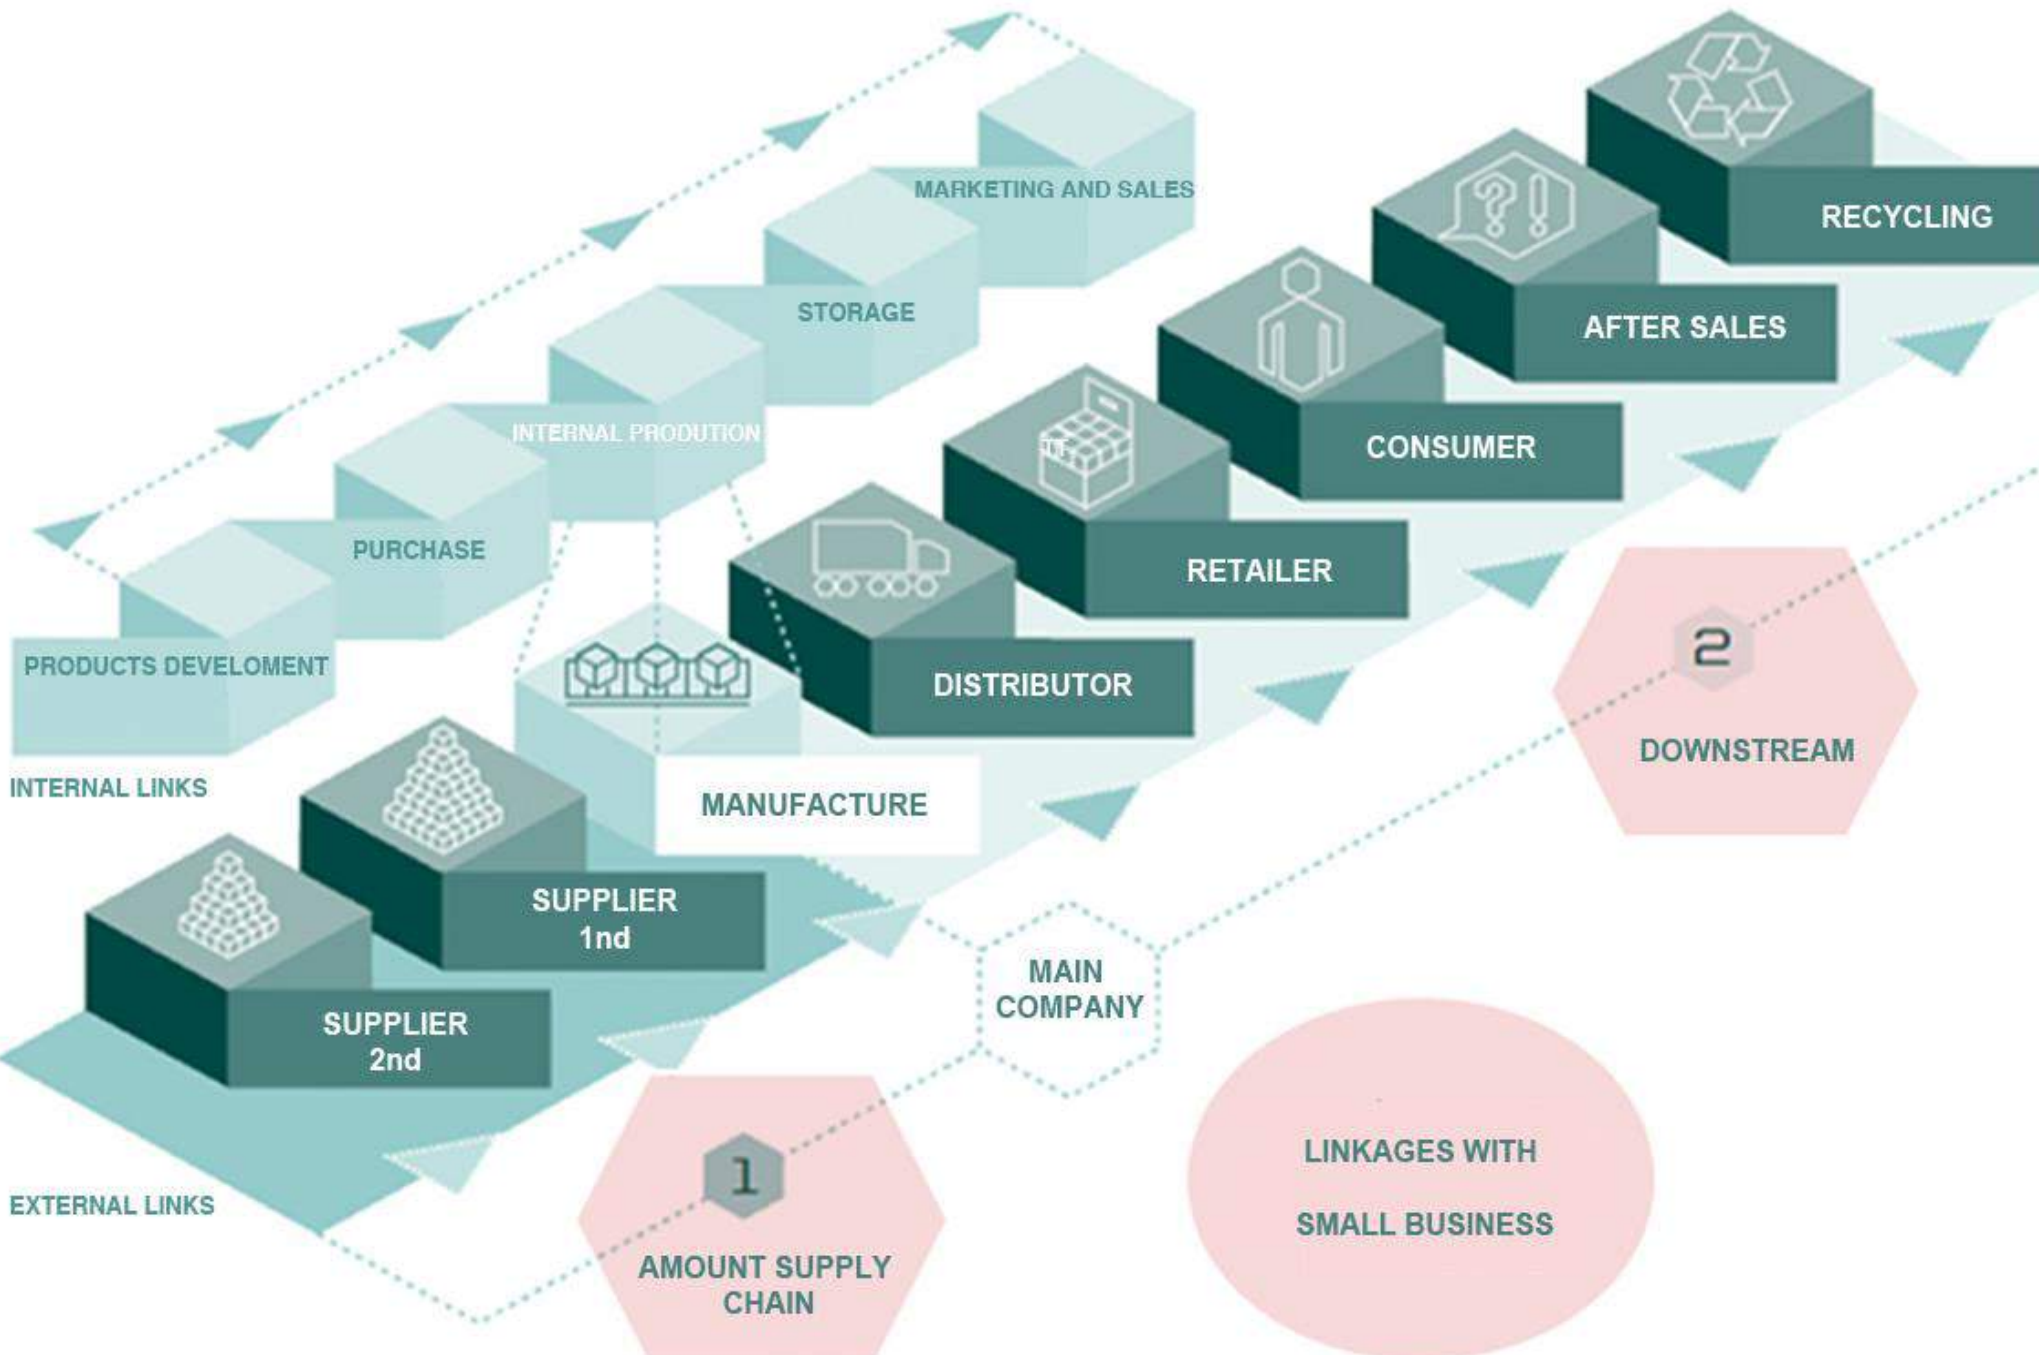 MARKETING AND SALES
RECYCLING
STORAGE
AFTER SALES
INTERNAL PRODUTION
CONSUMER
IT
PURCHASE
RETAILER
2
PRODUCTS DEVELOMENT
DISTRIBUTOR
DOWNSTREAM
INTERNAL LINKS
MANUFACTURE
SUPPLIER
1nd
MAIN
COMPANY
SUPPLIER
2nd
LINKAGES WITH
SMALL BUSINESS
1
EXTERNAL LINKS
AMOUNT SUPPLY
CHAIN